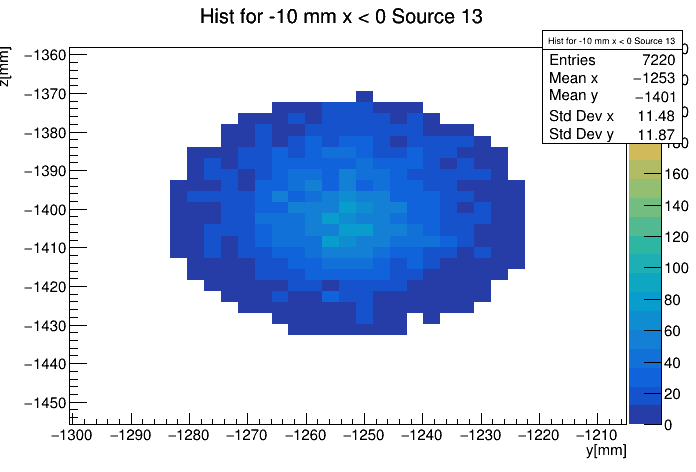 Hist for -10 mm x < 0 Source 13
z[mm]
Hist for -10 mm x < 0 Source 13
Entries 7220
Mean x −1253
Mean y −1401
Std Dev x 11.48
Std Dev y 11.87
−1360
−1370
−1380
−1390
−1400
−1410
−1420
−1430
−1440
−1450
160
140
120
100
80
60
40
20
0
−1300 −1290 −1280 −1270 −1260 −1250 −1240 −1230 −1220 −1210
y[mm]